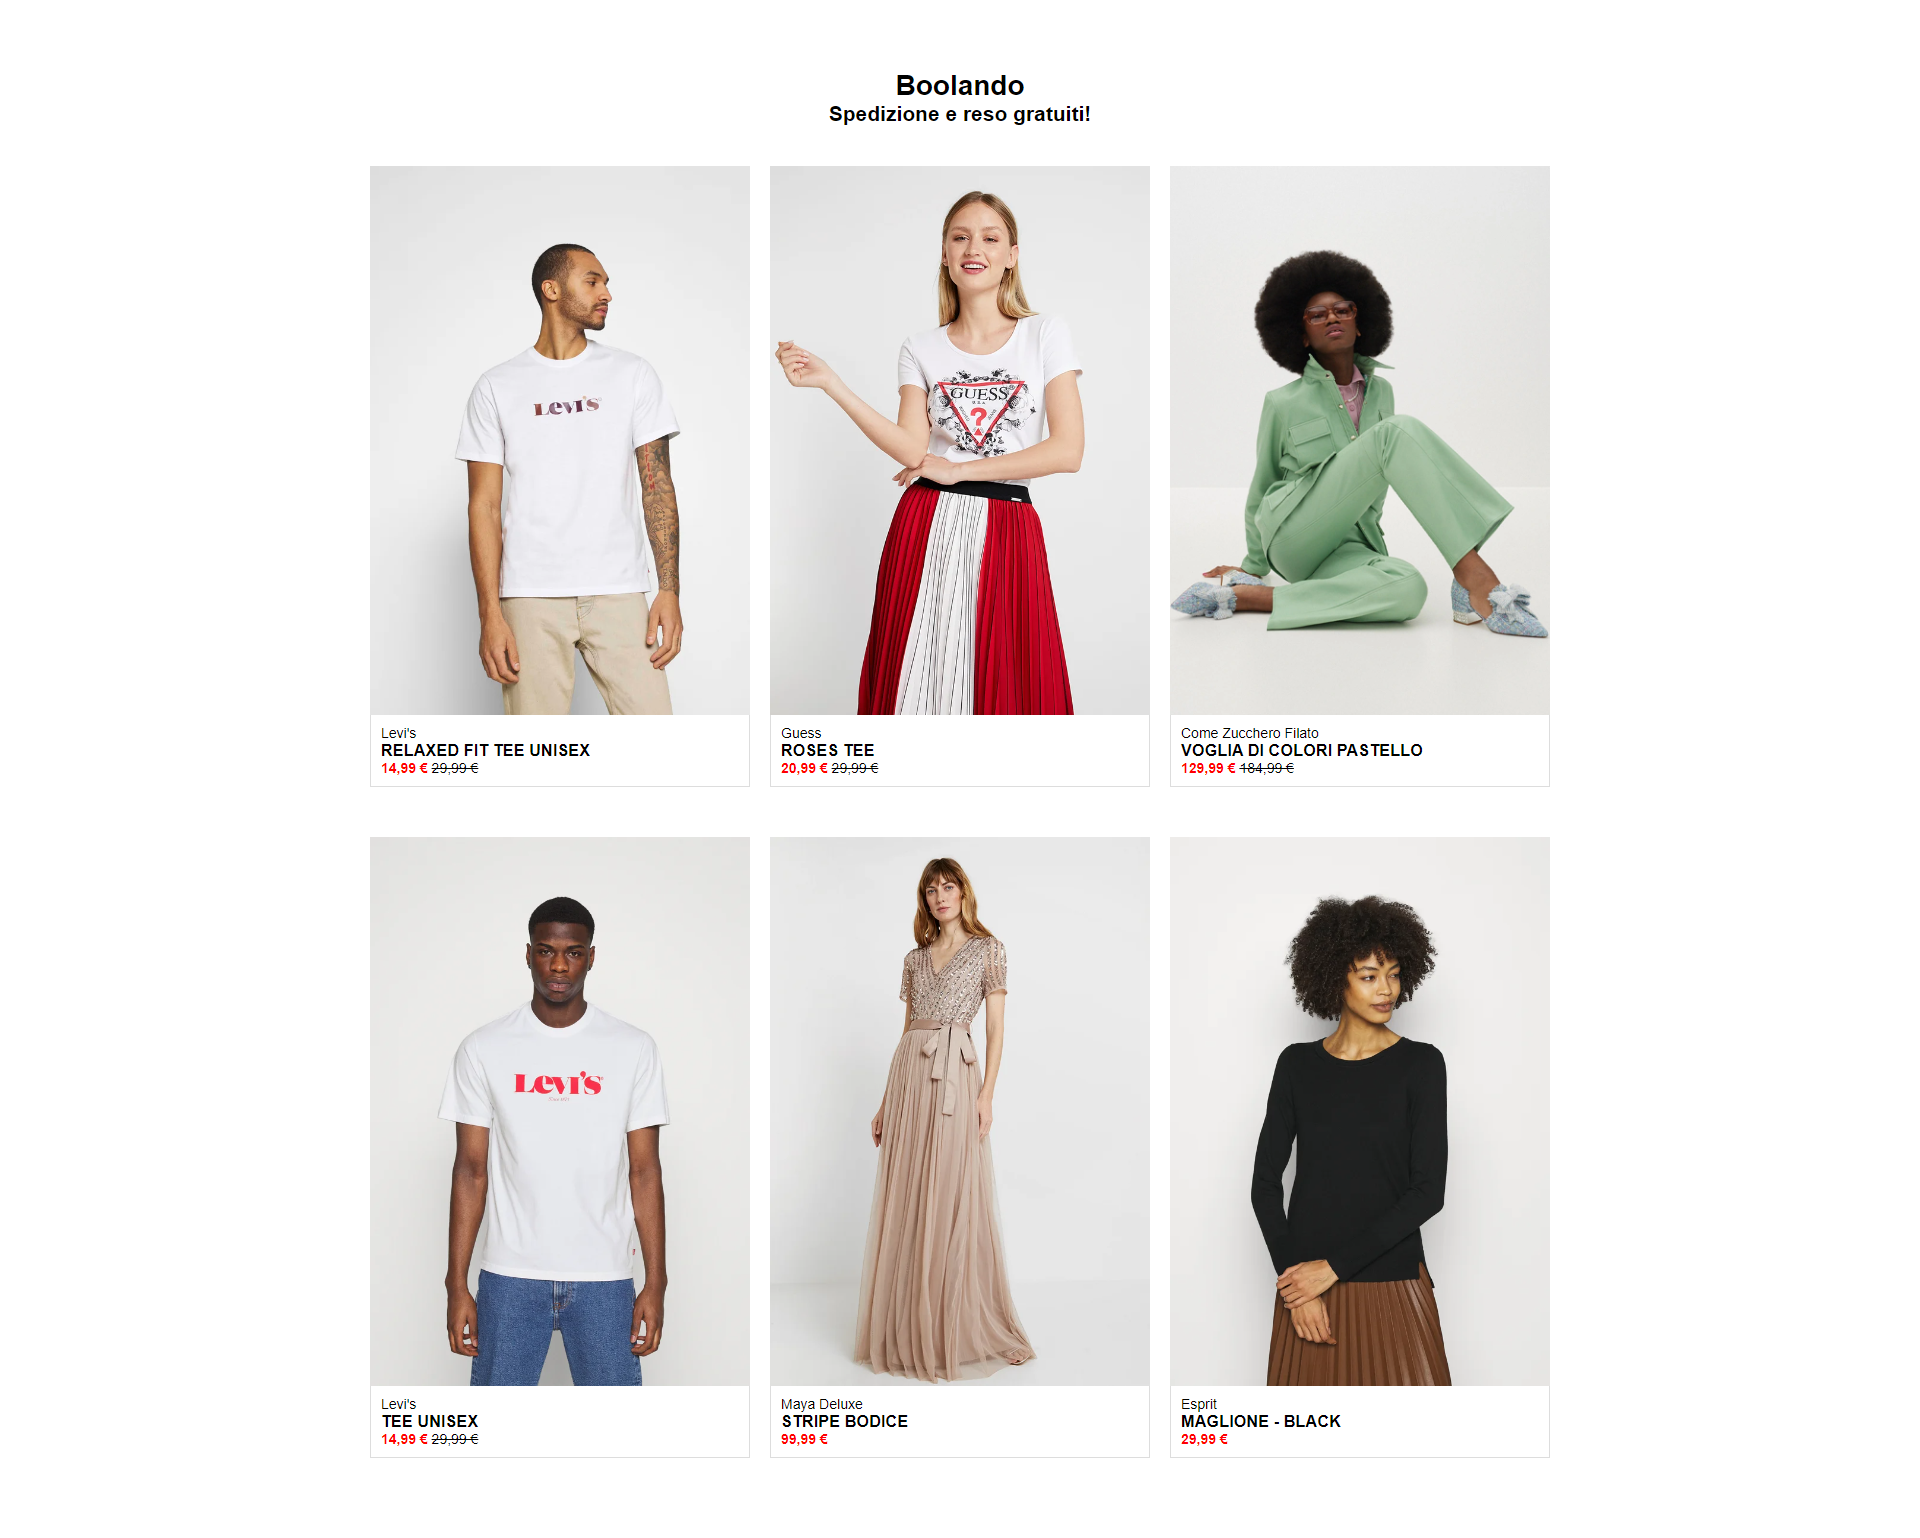 Boolando
Spedizione e reso gratuiti!
Levi's
GUESS
U.S.A.
?
Levi's
RELAXED FIT TEE UNISEX
14,99 € 29,99 €
Guess
ROSES TEE
20,99 € 29,99 €
Come Zucchero Filato
VOGLIA DI COLORI PASTELLO
129,99 € 184,99 €
Levi's
Levi's
TEE UNISEX
14,99 € 29,99 €
Maya Deluxe
STRIPE BODICE
99,99 €
Esprit
MAGLIONE - BLACK
29,99 €